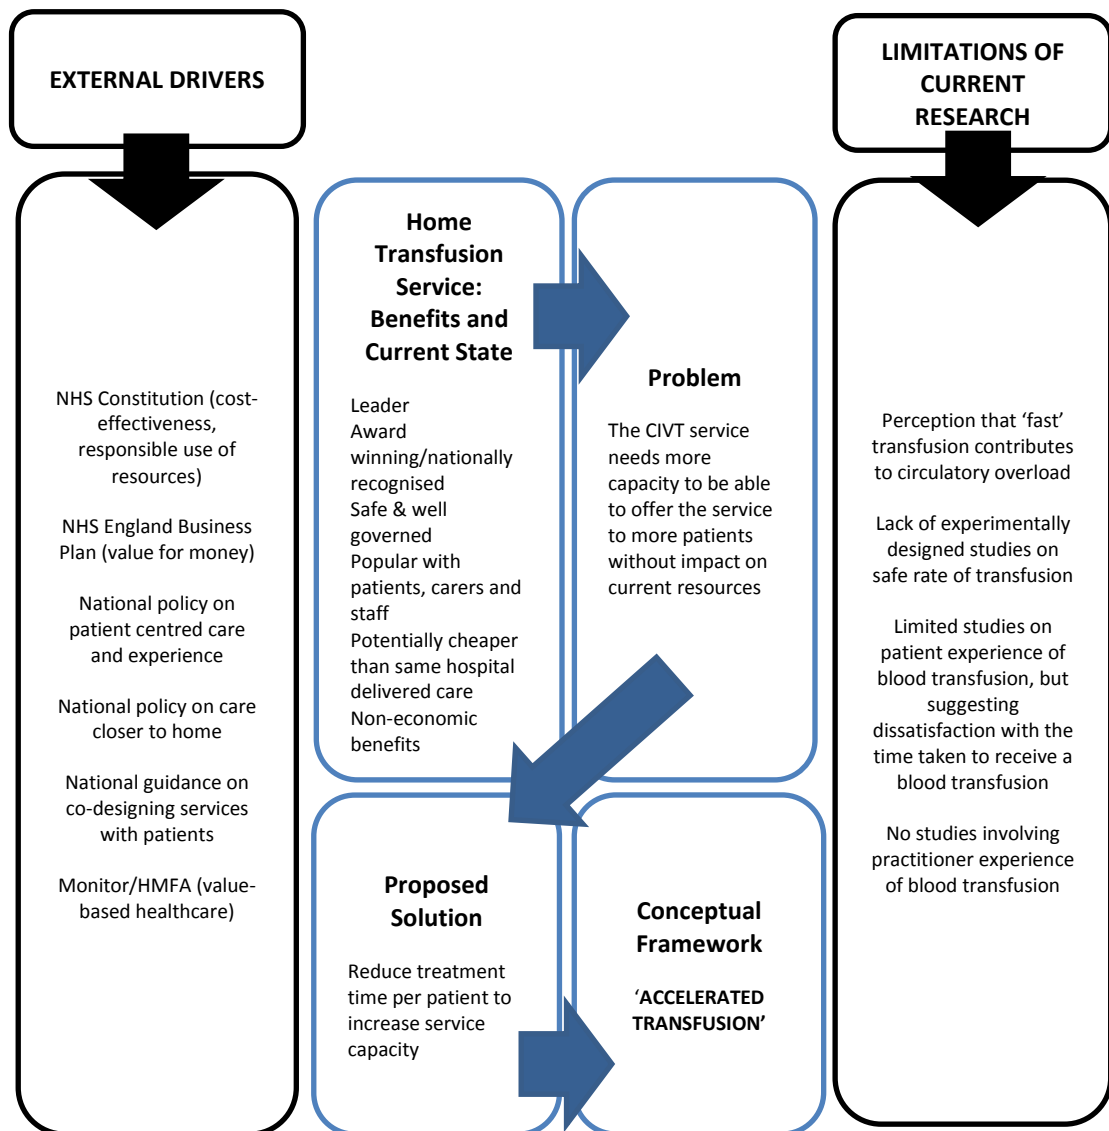 EXTERNAL DRIVERS
NHS Constitution (cost-
effectiveness,
responsible use of
resources)
NHS England Business
Plan (value for money)
National policy on
patient centred care
and experience
National policy on care
closer to home
National guidance on
co-designing services
with patients
Monitor/HMFA (value-
based healthcare)
Home
Transfusion
Service:
Benefits and
Current State
Leader
Award
winning/nationally
recognised
Safe & well
governed
Popular with
patients, carers and
staff
Potentially cheaper
than same hospital
delivered care
Non-economic
benefits
Problem
The CIVT service
needs more
capacity to be able
to offer the service
to more patients
without impact on
current resources
Proposed
Solution
Reduce treatment
time per patient to
increase service
capacity
Conceptual
Framework
‘ACCELERATED
TRANSFUSION’
LIMITATIONS OF
CURRENT
RESEARCH
Perception that ‘fast’
transfusion contributes
to circulatory overload
Lack of experimentally
designed studies on
safe rate of transfusion
Limited studies on
patient experience of
blood transfusion, but
suggesting
dissatisfaction with the
time taken to receive a
blood transfusion
No studies involving
practitioner experience
of blood transfusion